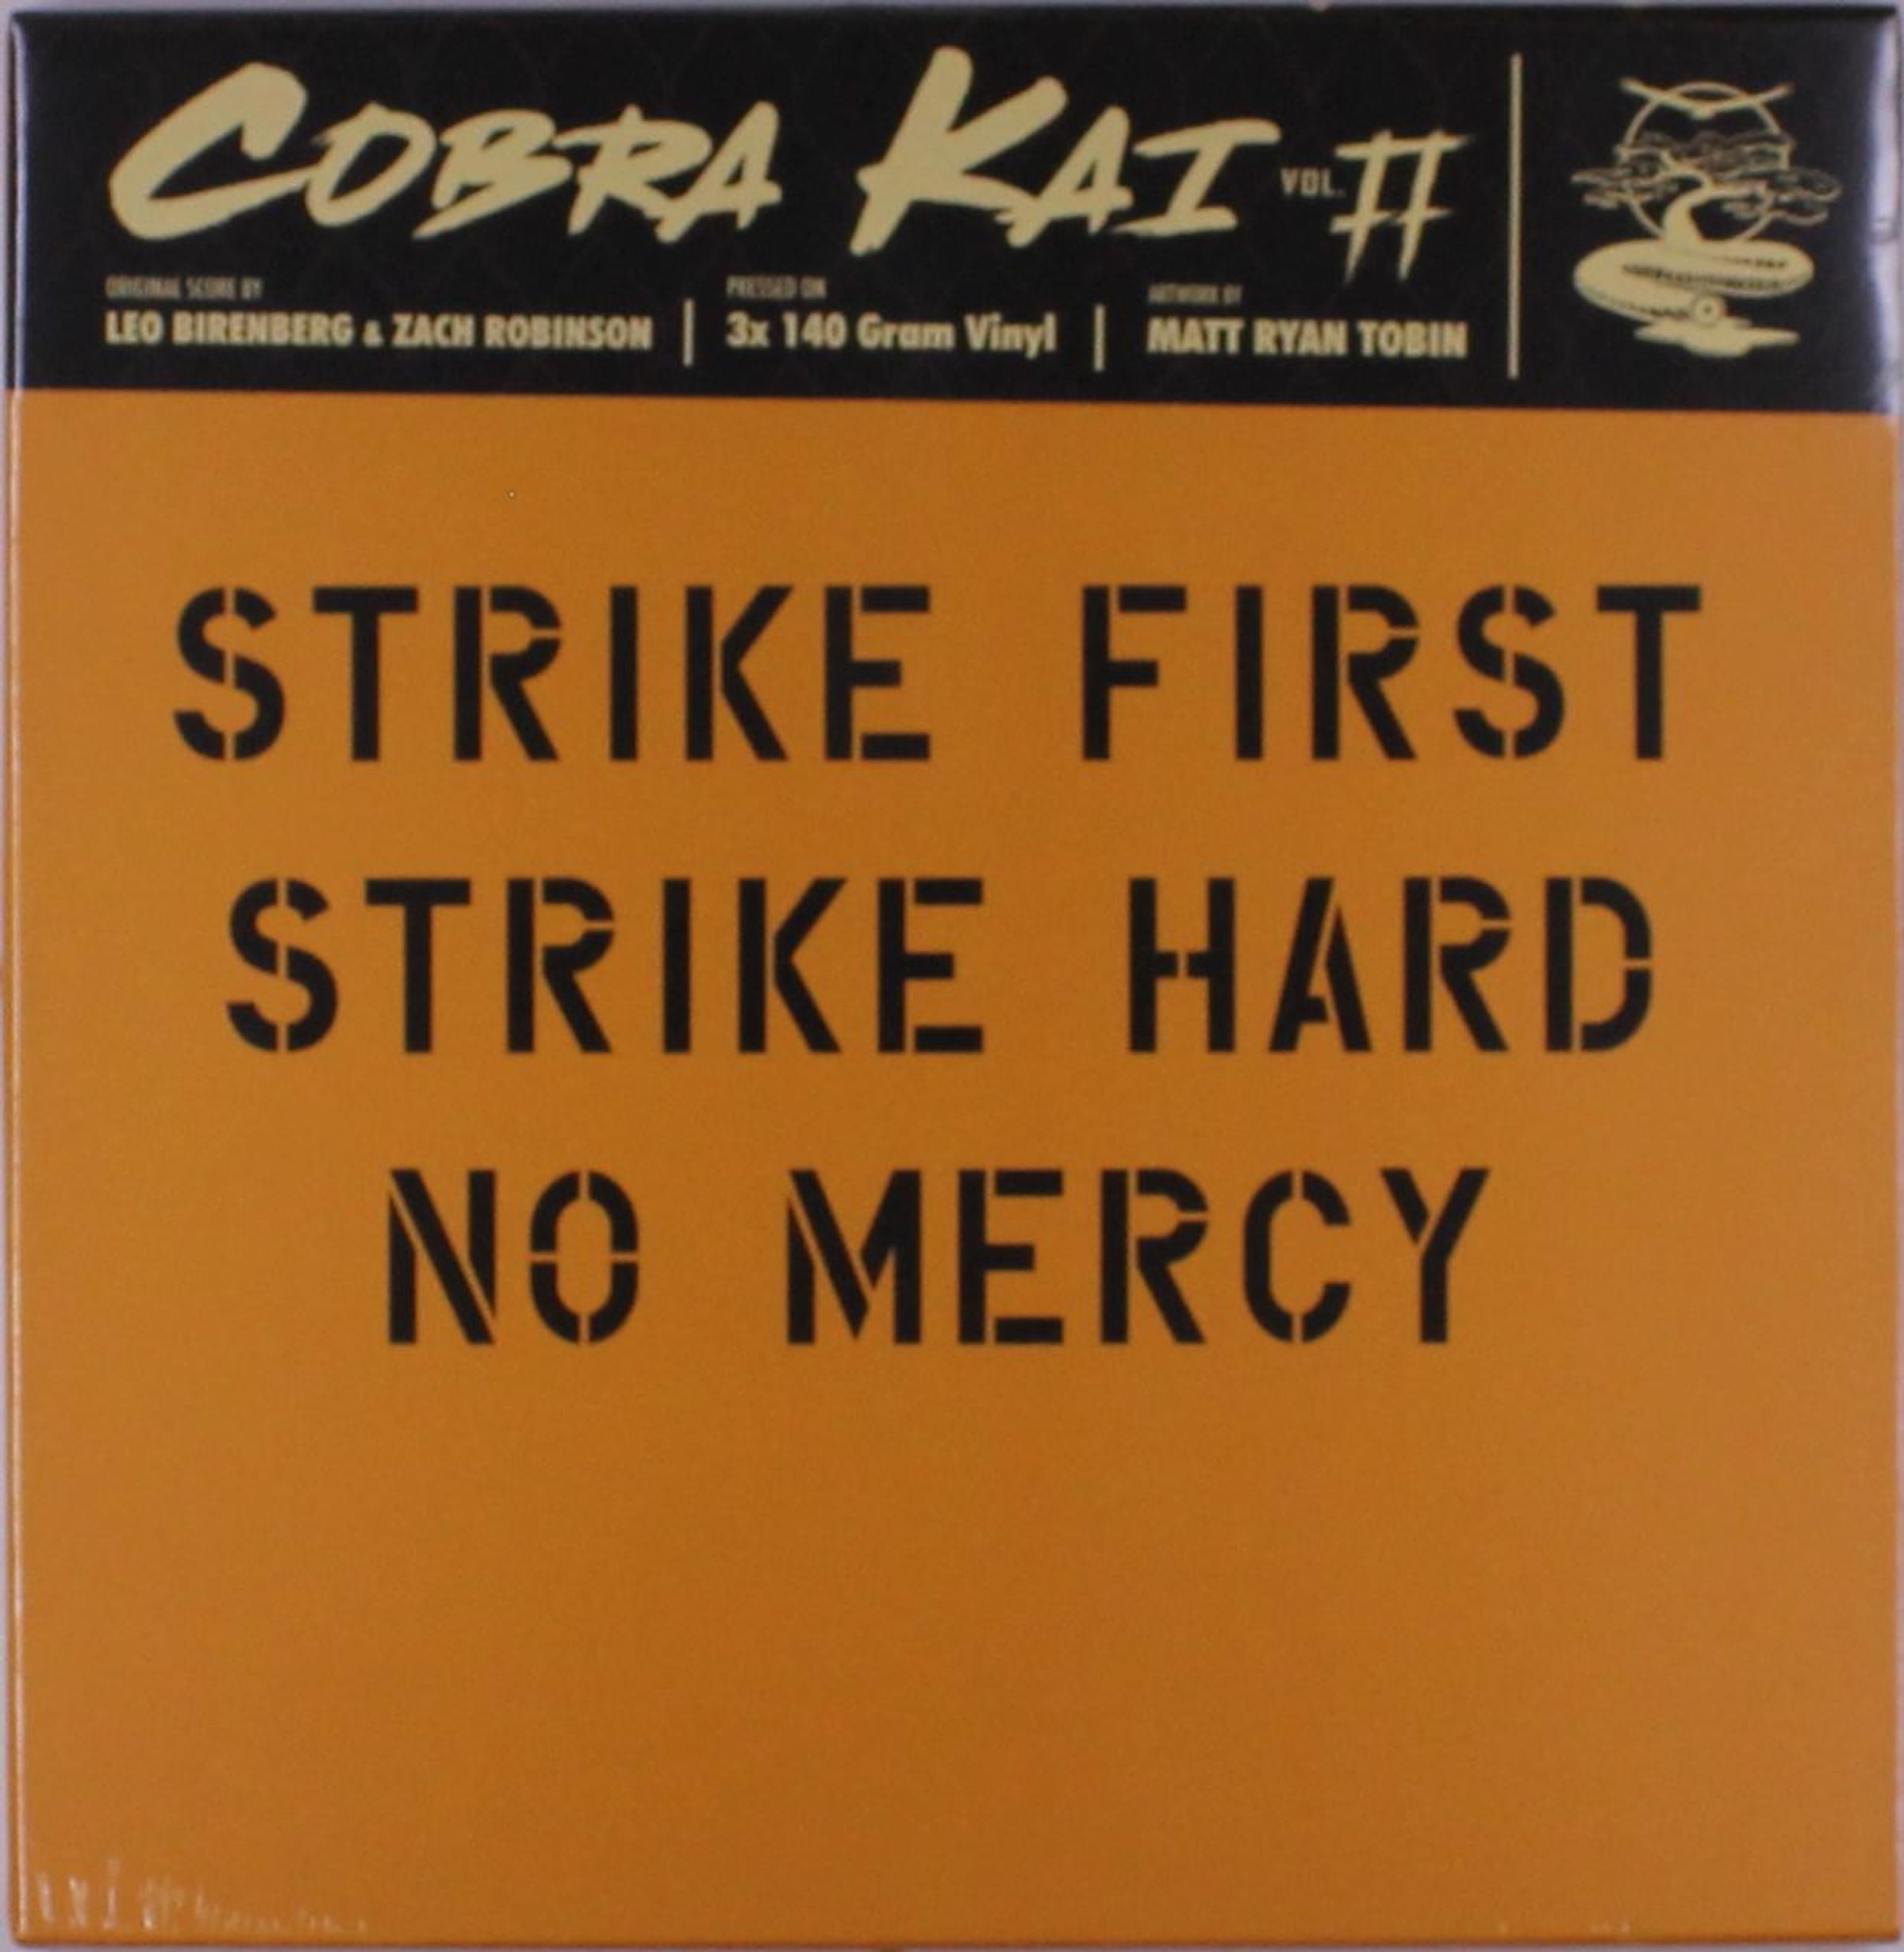 COBRA KAI VOL. II
ORIGINAL SCORE BY
LEO BIRENBERG & ZACH ROBINSON
PRESSED ON
3x 140 Gram Vinyl
ARTWORK BY
MATT RYAN TOBIN
STRIKE FIRST
STRIKE HARD
NO MERCY